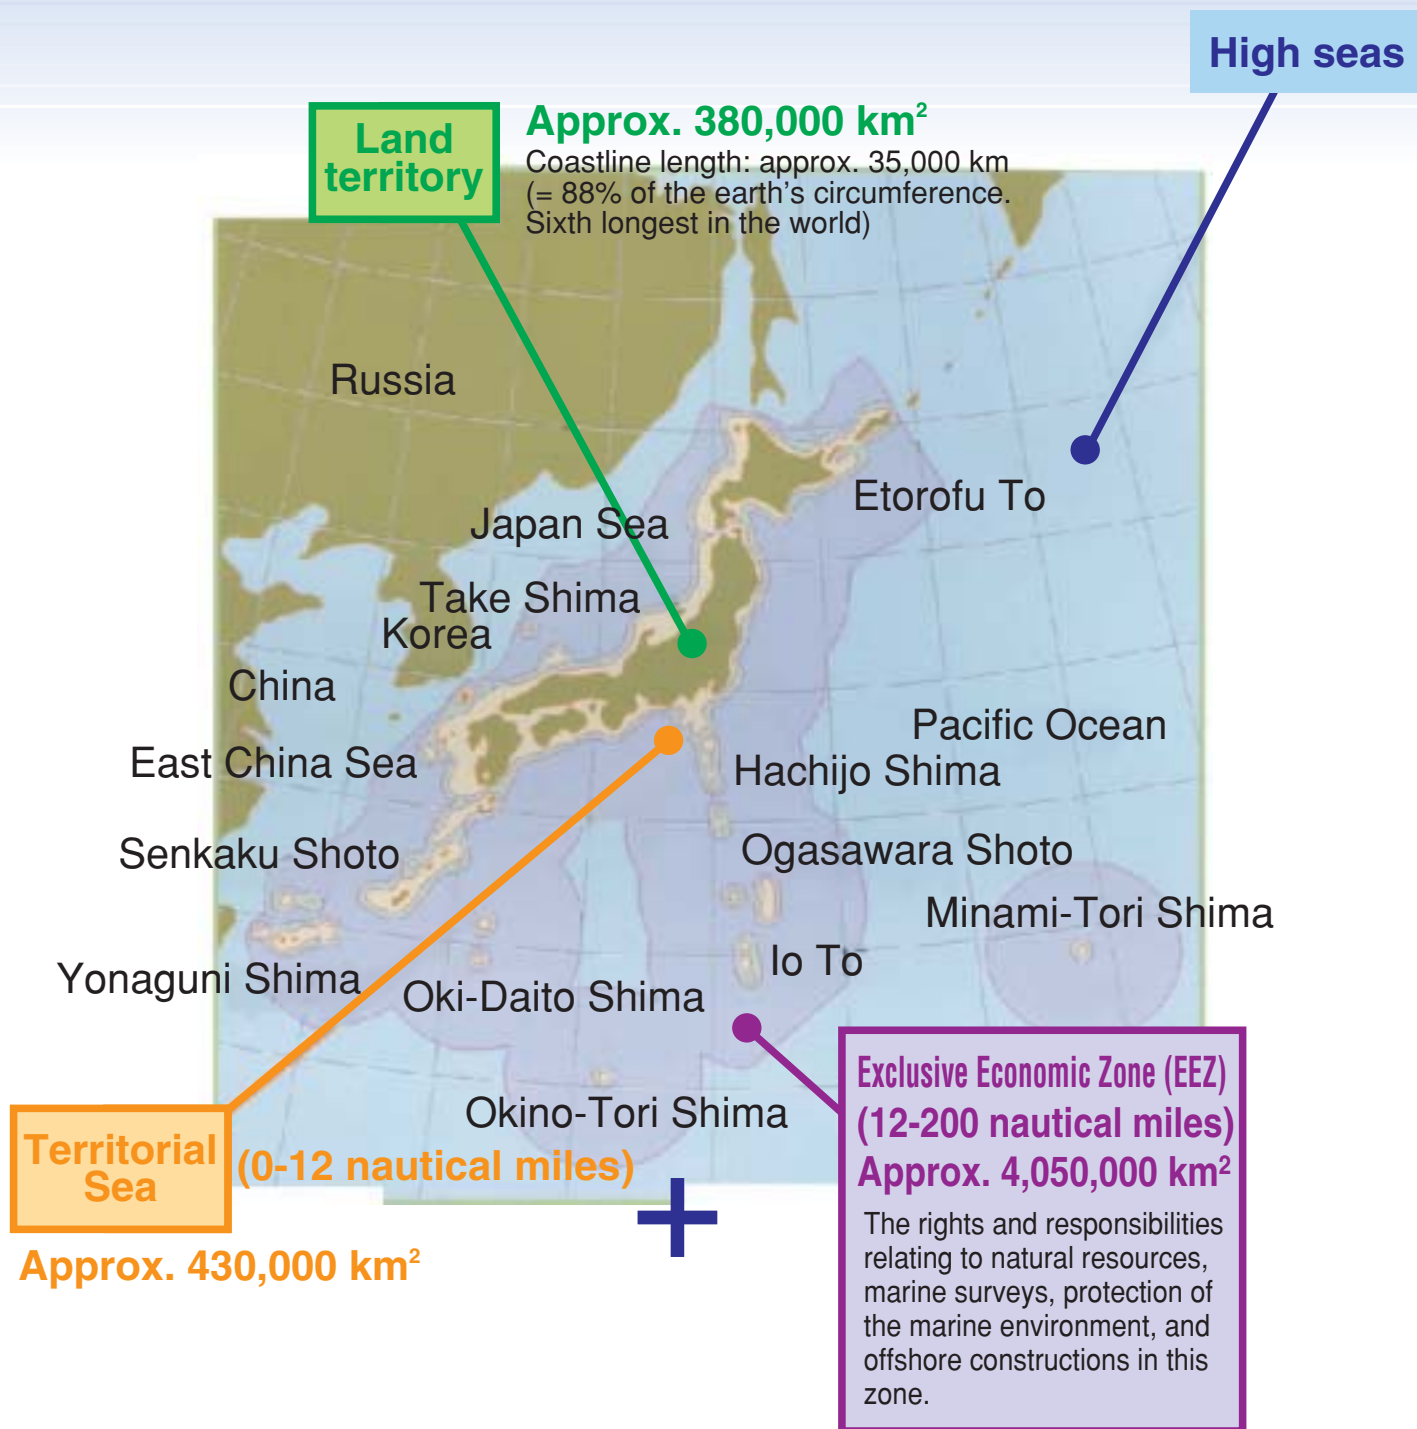 High seas
Land
territory
Approx. 380,000 km²
Coastline length: approx. 35,000 km
(= 88% of the earth's circumference.
Sixth longest in the world)
Russia
Etorofu To
Japan Sea
Take Shima
Korea
China
Pacific Ocean
East China Sea
Hachijo Shima
Senkaku Shoto
Ogasawara Shoto
Minami-Tori Shima
Io To
Yonaguni Shima
Oki-Daito Shima
Okino-Tori Shima
Territorial
Sea
(0-12 nautical miles)
Approx. 430,000 km²
+
Exclusive Economic Zone (EEZ)
(12-200 nautical miles)
Approx. 4,050,000 km²
The rights and responsibilities
relating to natural resources,
marine surveys, protection of
the marine environment, and
offshore constructions in this
zone.